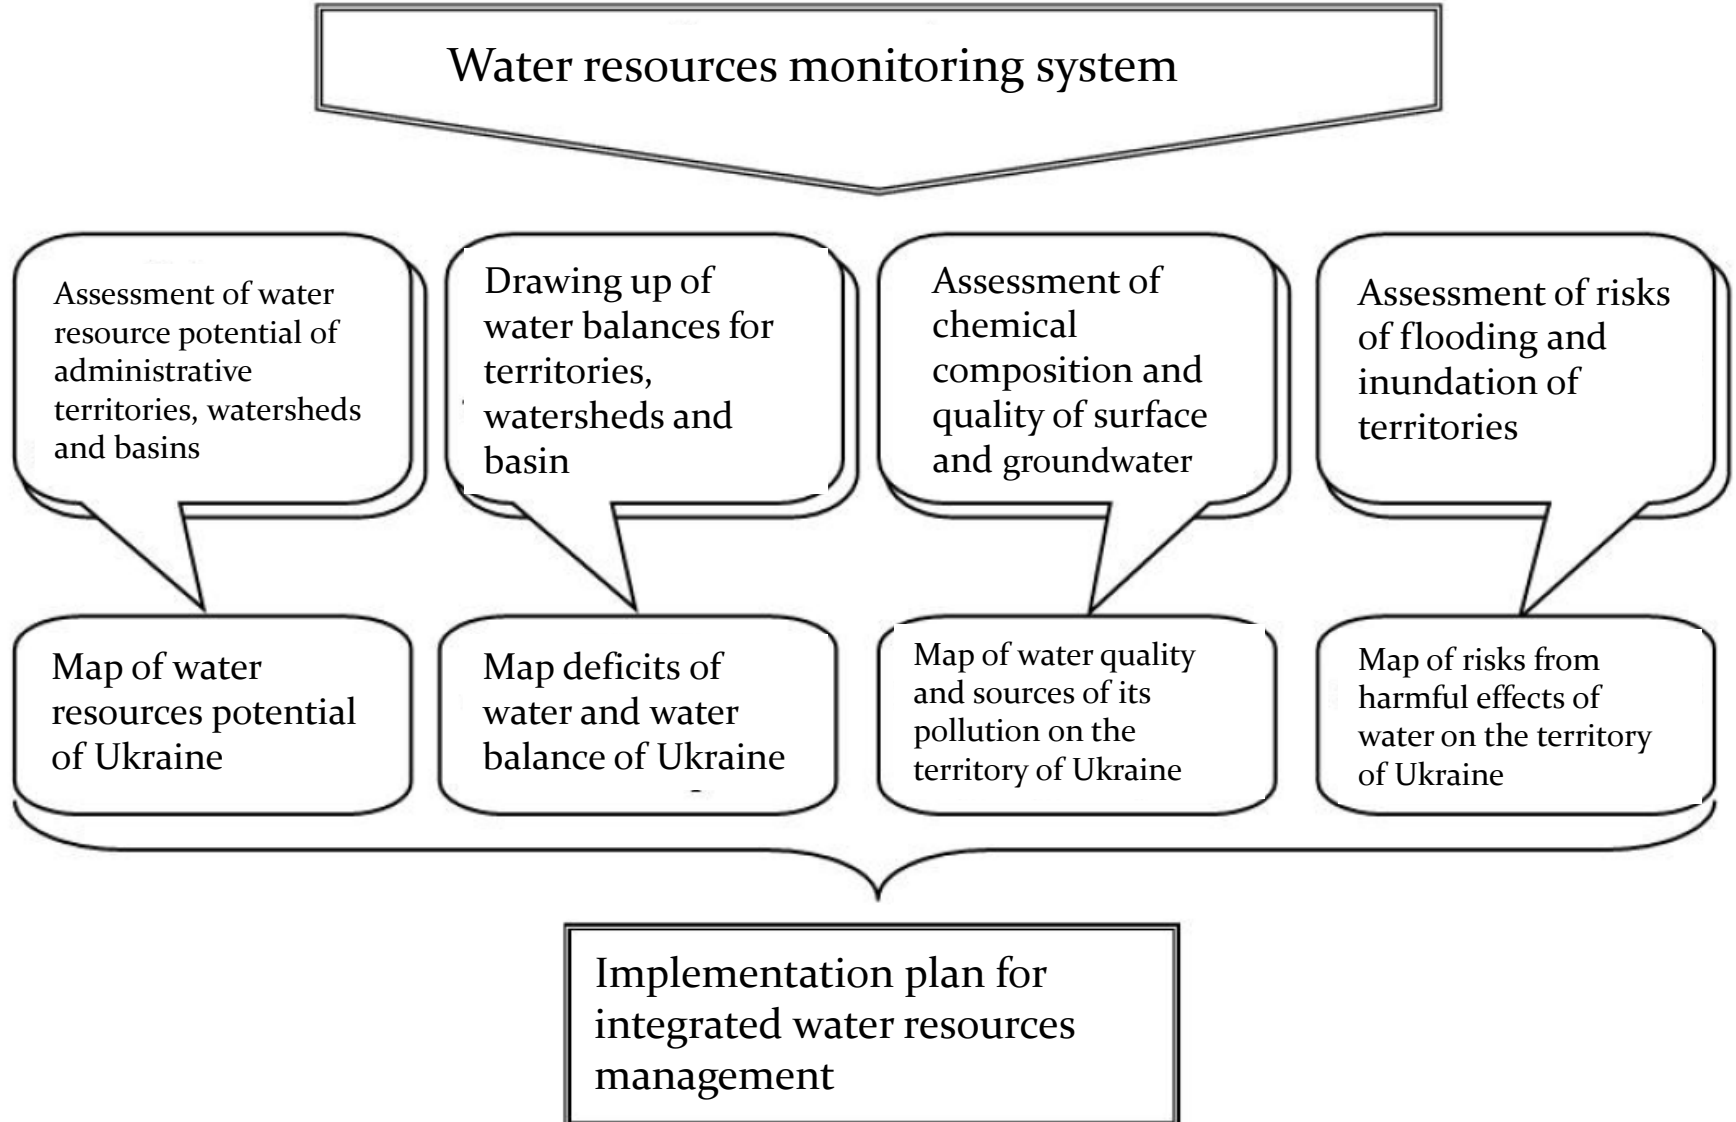 Water resources monitoring system
Assessment of water
resource potential of
administrative
territories, watersheds
and basins
Drawing up of
water balances for
territories,
watersheds and
basin
Assessment of
chemical
composition and
quality of surface
and groundwater
Assessment of risks
of flooding and
inundation of
territories
Map of water
resources potential
of Ukraine
Map deficits of
water and water
balance of Ukraine
Map of water quality
and sources of its
pollution on the
territory of Ukraine
Map of risks from
harmful effects of
water on the territory
of Ukraine
Implementation plan for
integrated water resources
management